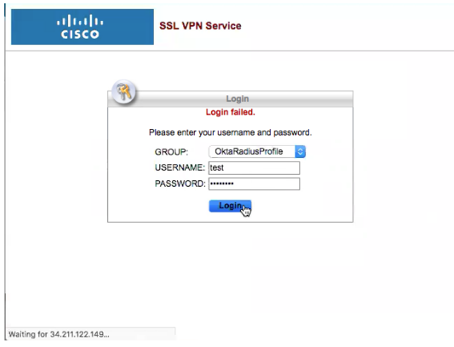 CISCO
SSL VPN Service
Login
Login failed.
Please enter your username and password.
GROUP: OktaRadiusProfile
USERNAME: test
PASSWORD: ••••••••
Login
Waiting for 34.211.122.149...